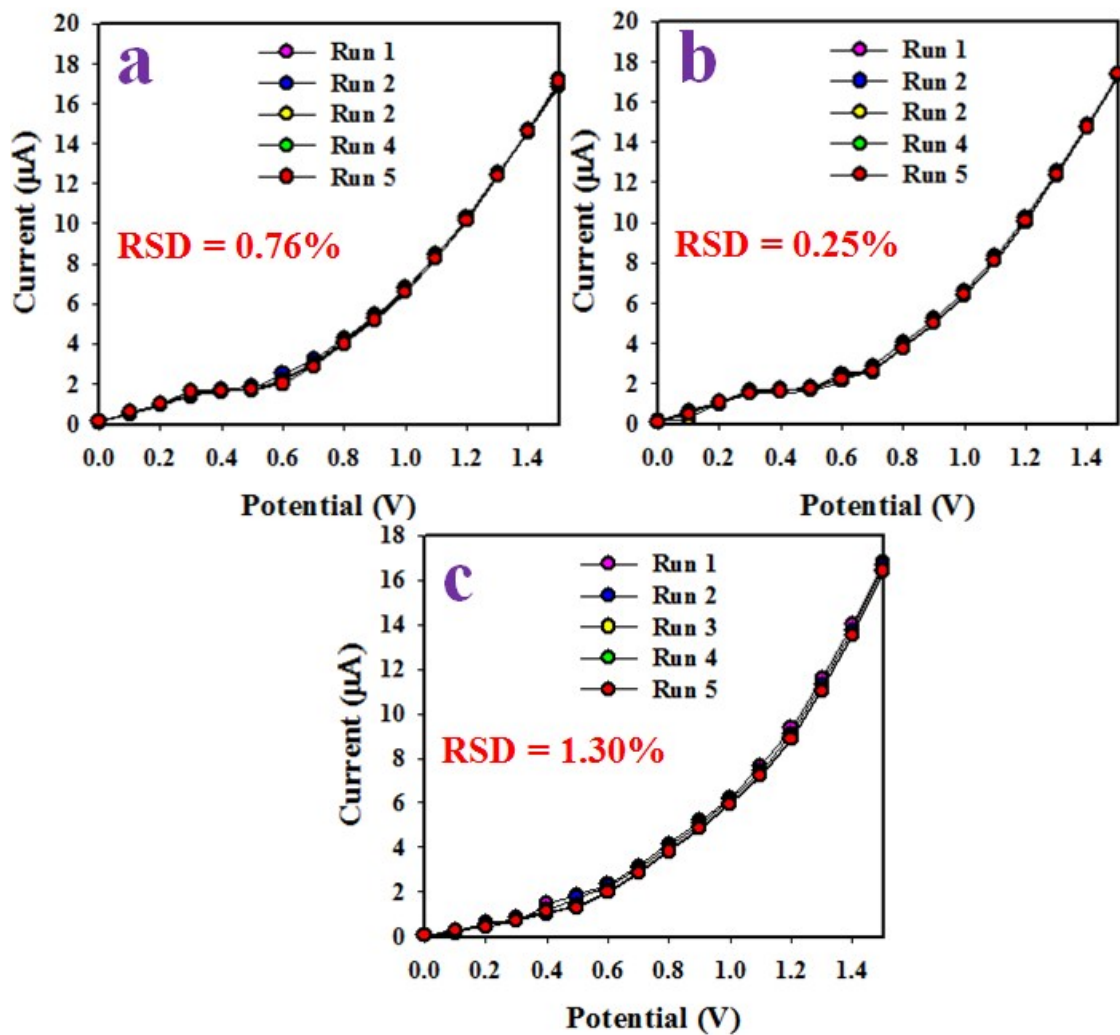 a
Run 1
Run 2
Run 2
Run 4
Run 5
RSD = 0.76%
Current (µA)
20
18
16
14
12
10
8
6
4
2
0
0.0 0.2 0.4 0.6 0.8 1.0 1.2 1.4
Potential (V)
b
Run 1
Run 2
Run 2
Run 4
Run 5
RSD = 0.25%
Current (µA)
20
18
16
14
12
10
8
6
4
2
0
0.0 0.2 0.4 0.6 0.8 1.0 1.2 1.4
Potential (V)
c
Run 1
Run 2
Run 3
Run 4
Run 5
RSD = 1.30%
Current (µA)
18
16
14
12
10
8
6
4
2
0
0.0 0.2 0.4 0.6 0.8 1.0 1.2 1.4
Potential (V)